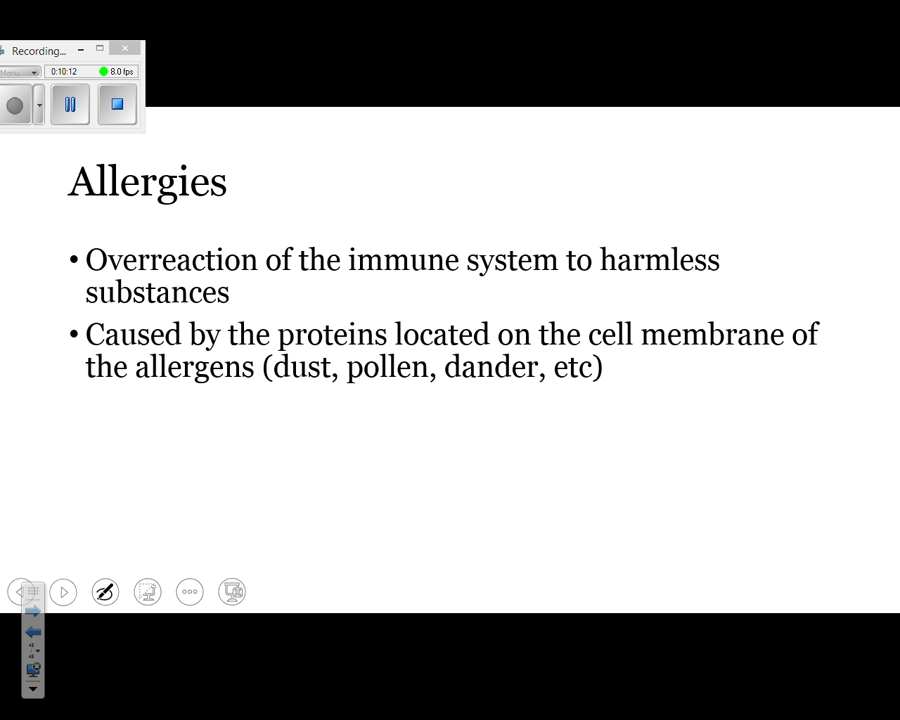 Recording...
Menu
0:10:12
8.0 fps
Allergies
• Overreaction of the immune system to harmless
substances
• Caused by the proteins located on the cell membrane of
the allergens (dust, pollen, dander, etc)